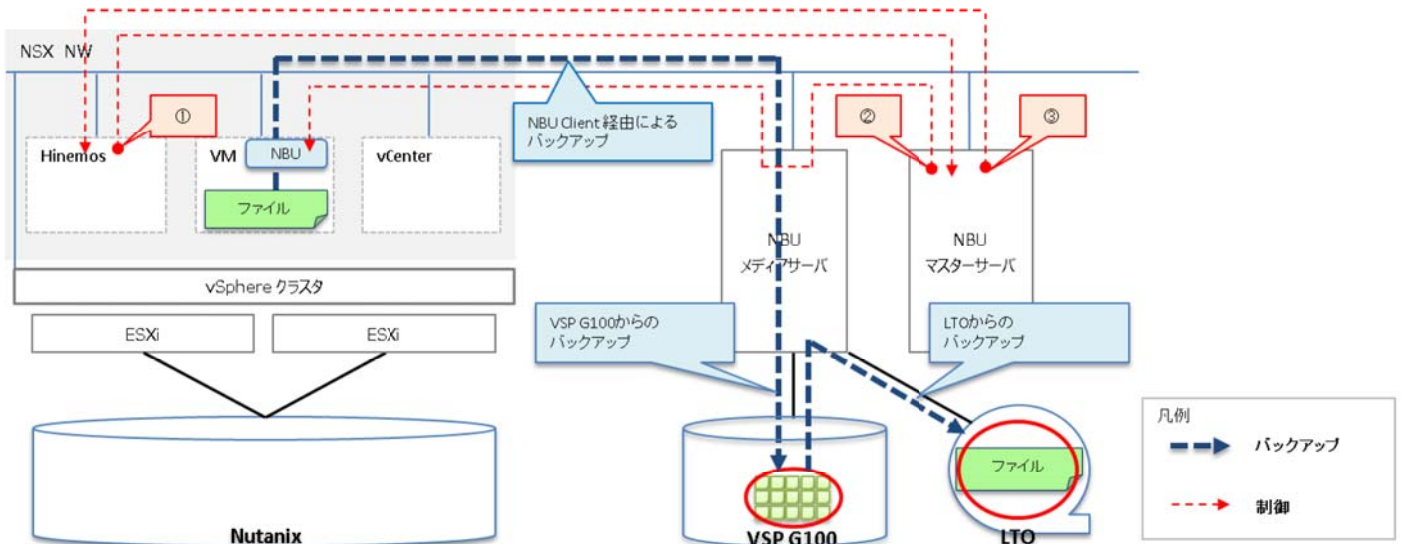 NSX NW
①
Hinemos
VM
NBU
ファイル
vCenter
NBU Client 経由による
バックアップ
②
③
NBU
メディアサーバ
NBU
マスターサーバ
vSphere クラスタ
ESXi
ESXi
VSP G100からの
バックアップ
LTOからの
バックアップ
ファイル
Nutanix
VSP G100
LTO
凡例
バックアップ
制御